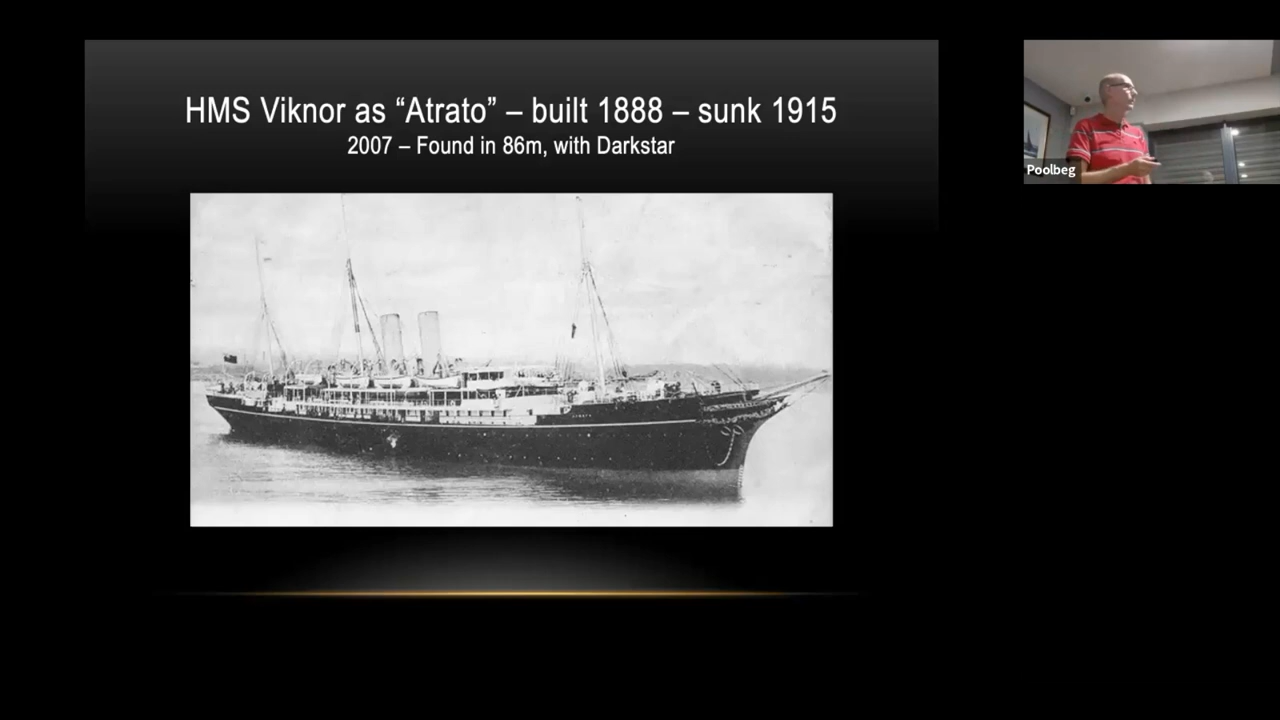 HMS Viknor as “Atrato” – built 1888 – sunk 1915
2007 – Found in 86m, with Darkstar
Poolbeg